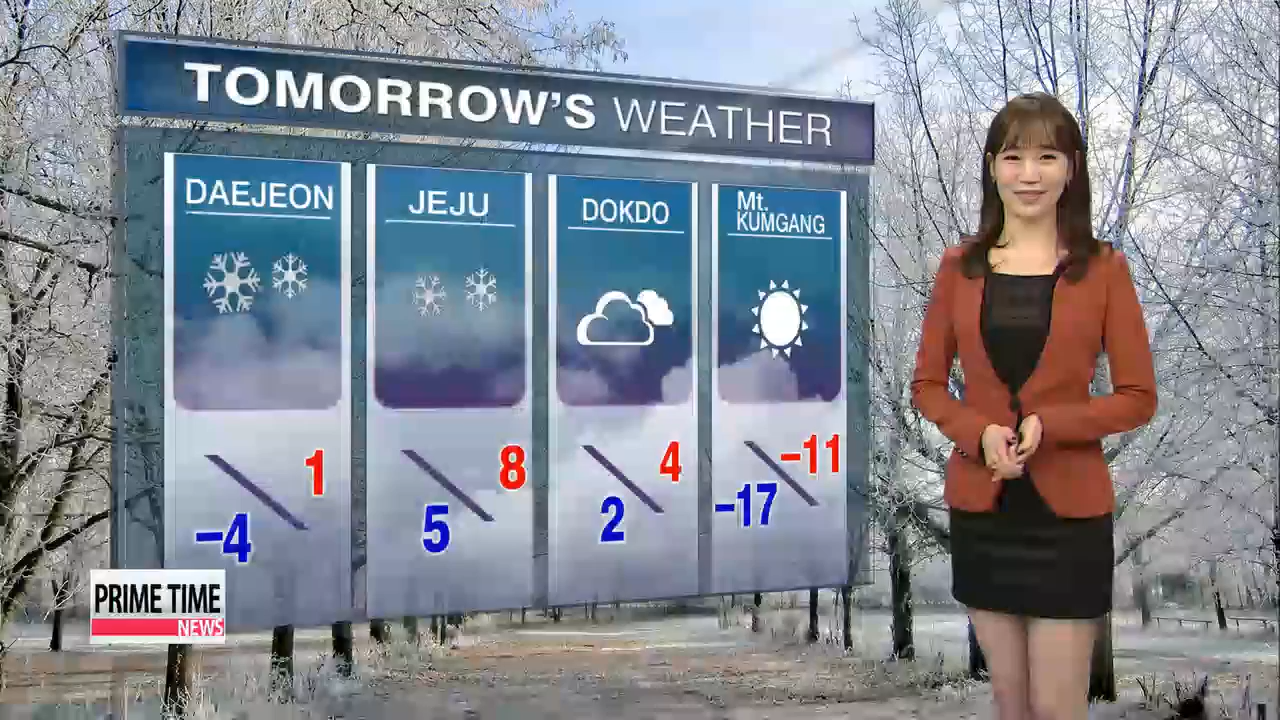 TOMORROW'S WEATHER
DAEJEON
1
-4
JEJU
8
5
DOKDO
4
2
Mt.
KUMGANG
-11
-17
PRIME TIME
NEWS